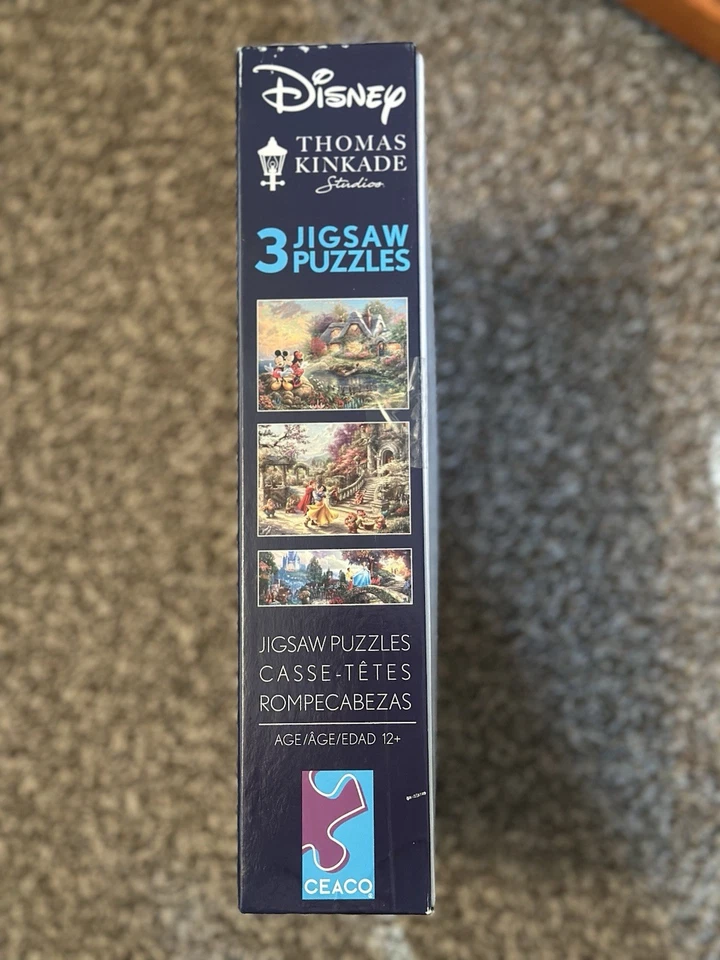 Disney
THOMAS
KINKADE
Studios
3 JIGSAW
PUZZLES
JIGSAW PUZZLES
CASSE-TÊTES
ROMPECABEZAS
AGE/ÂGE/EDAD 12+
CEACO